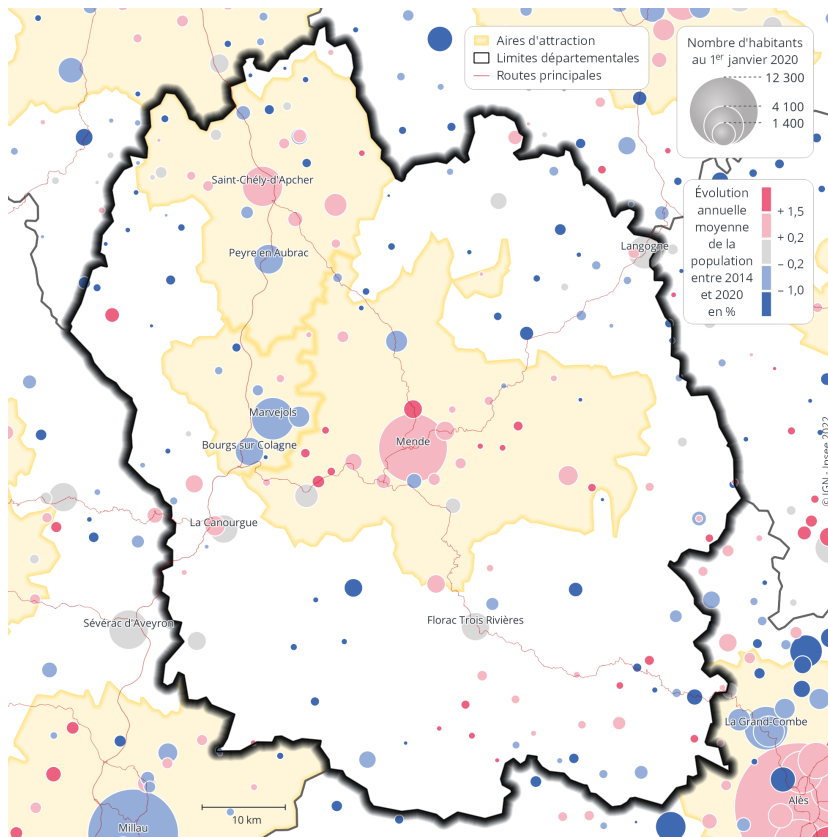 Aires d'attraction
Limites départementales
Routes principales
Nombre d'habitants
au 1er janvier 2020
12 300
4 100
1 400
Évolution
annuelle
moyenne
de la
population
entre 2014
et 2020
en %
+ 1,5
+ 0,2
– 0,2
– 1,0
Saint-Chély-d'Apcher
Langogne
Peyre en Aubrac
Marvejols
Mende
Bourgs sur Colagne
La Canourgue
Sévérac d'Aveyron
Florac Trois Rivières
La Grand-Combe
Alès
Millau
10 km
© IGN - Insee 2022